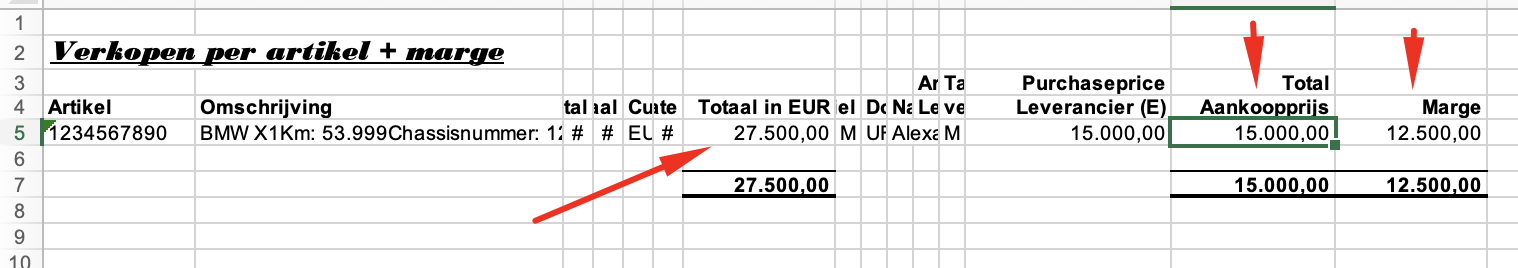 1
2 Verkopen per artikel + marge
3 Ar Ta Purchaseprice Total
4 Artikel Omschrijving tal aal Cu ate Totaal in EUR el Do Na Le ve Leverancier (E) Aankoopprijs Marge
5 1234567890 BMW X1Km: 53.999Chassisnummer: 12 # # EU # 27.500,00 M UF Alexa M 15.000,00 15.000,00 12.500,00
6
7 27.500,00 15.000,00 12.500,00
8
9
10